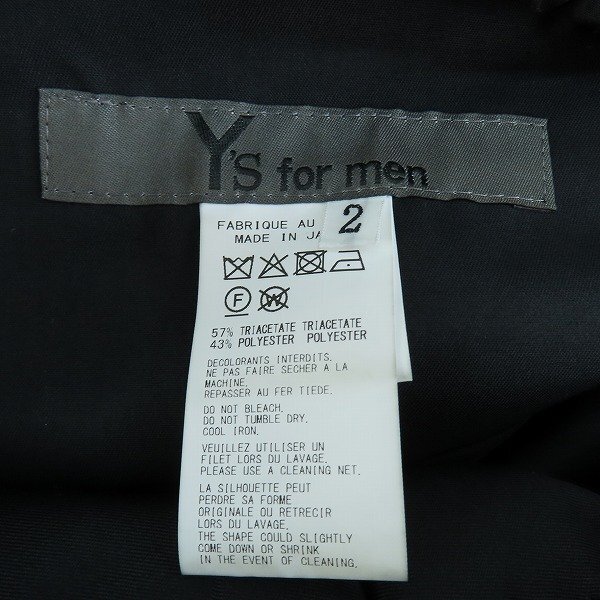 Y's for men
2
FABRIQUE AU
MADE IN JA
F W
57% TRIACETATE TRIACETATE
43% POLYESTER POLYESTER
DECOLORANTS INTERDITS.
NE PAS FAIRE SECHER A LA
MACHINE.
REPASSER AU FER TIEDE.
DO NOT BLEACH.
DO NOT TUMBLE DRY.
COOL IRON.
VEUILLEZ UTILISER UN
FILET LORS DU LAVAGE.
PLEASE USE A CLEANING NET.
LA SILHOUETTE PEUT
PERDRE SA FORME
ORIGINALE OU RETRECIR
LORS DU LAVAGE.
THE SHAPE COULD SLIGHTLY
COME DOWN OR SHRINK
IN THE EVENT OF CLEANING.